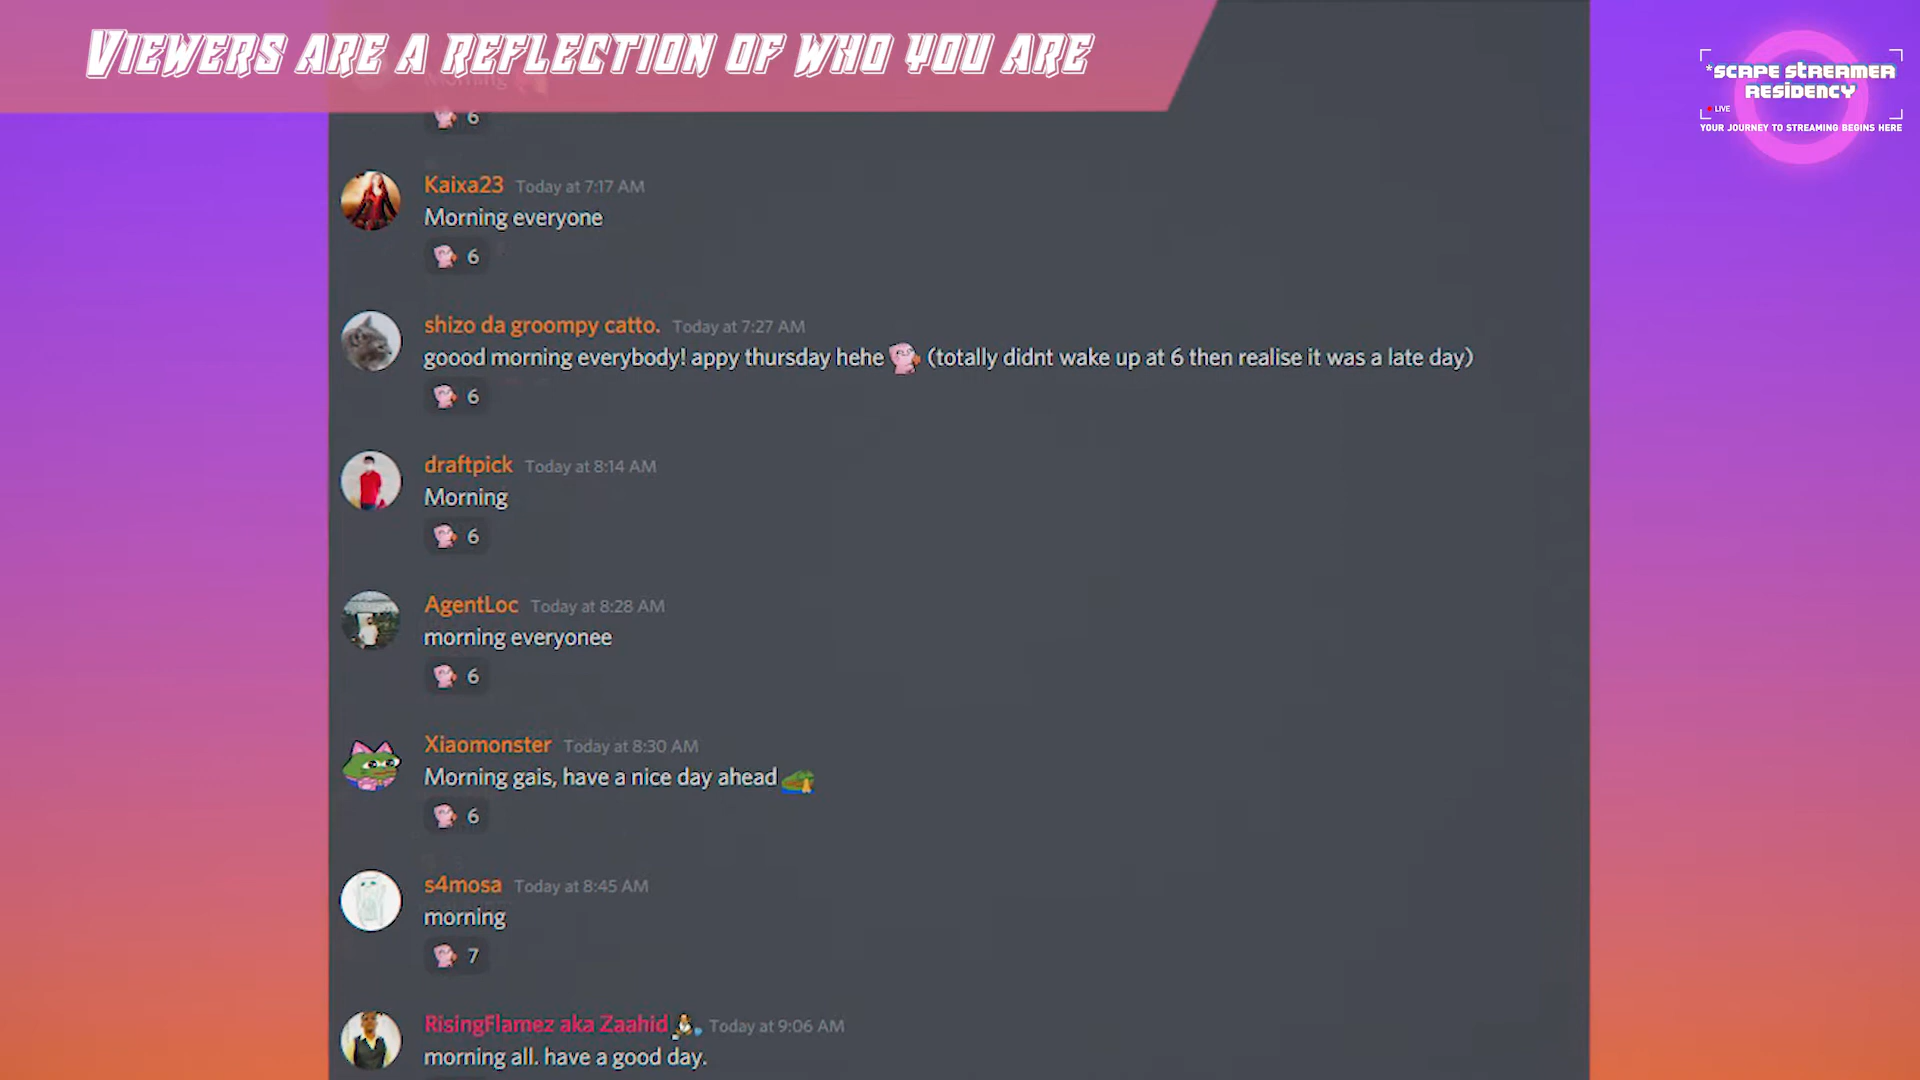 VIEWERS ARE A REFLECTION OF WHO YOU ARE
*SCAPE STREAMER
RESIDENCY
LIVE
YOUR JOURNEY TO STREAMING BEGINS HERE
Morning
6
Kaixa23 Today at 7:17 AM
Morning everyone
6
shizo da groompy catto. Today at 7:27 AM
goood morning everybody! appy thursday hehe (totally didnt wake up at 6 then realise it was a late day)
6
draftpick Today at 8:14 AM
Morning
6
AgentLoc Today at 8:28 AM
morning everyonee
6
Xiaomonster Today at 8:30 AM
Morning gais, have a nice day ahead
6
s4mosa Today at 8:45 AM
morning
7
RisingFlamez aka Zaahid Today at 9:06 AM
morning all. have a good day.